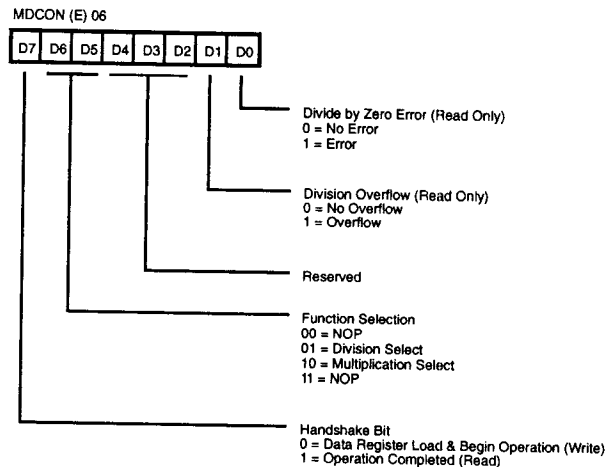 MDCON (E) 06
D7 D6 D5 D4 D3 D2 D1 D0
Divide by Zero Error (Read Only)
0 = No Error
1 = Error
Division Overflow (Read Only)
0 = No Overflow
1 = Overflow
Reserved
Function Selection
00 = NOP
01 = Division Select
10 = Multiplication Select
11 = NOP
Handshake Bit
0 = Data Register Load & Begin Operation (Write)
1 = Operation Completed (Read)